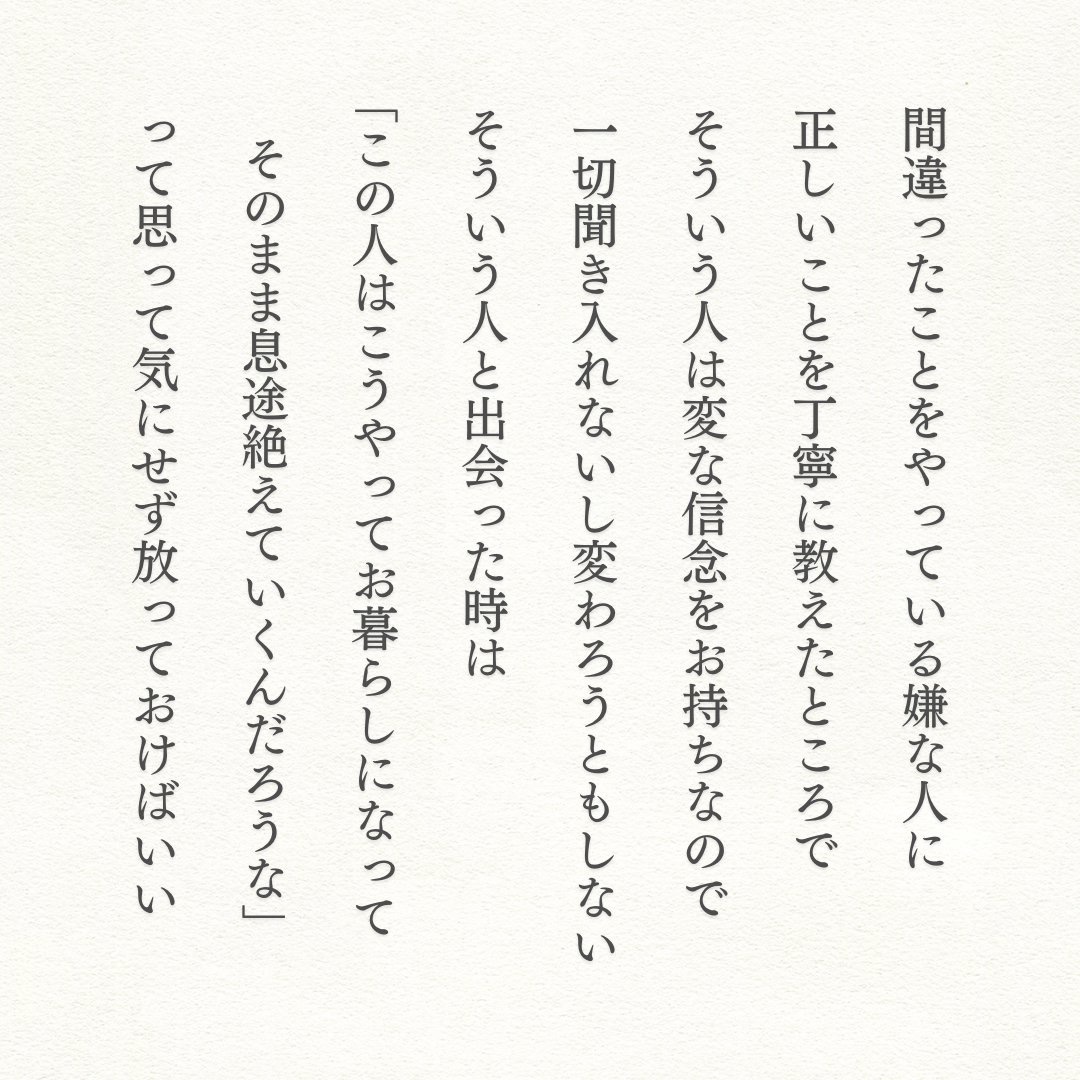 間違ったことをやっている嫌な人に
正しいことを丁寧に教えたところで
そういう人は変な信念をお持ちなので
一切聞き入れないし変わろうともしない
そういう人と出会った時は
「この人はこうやってお暮らしになって
そのまま息途絶えていくんだろうな」
って思って気にせず放っておけばいい